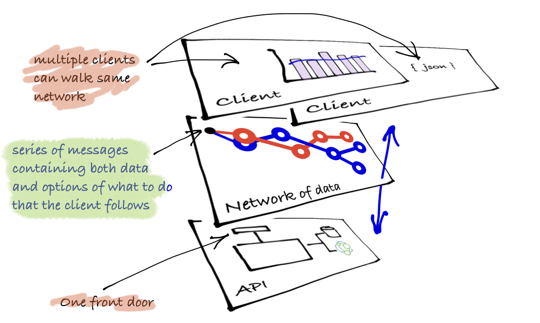 multiple clients
can walk same
network
{ json }
Client
Client
series of messages
containing both data
and options of what to do
that the client follows
Network of data
API
One front door